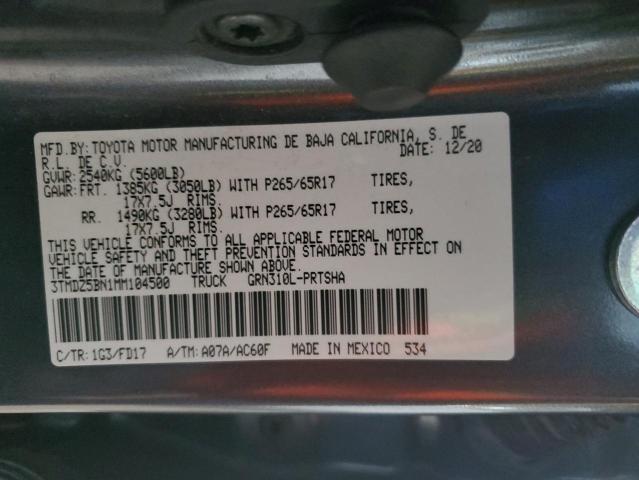 MFD.BY:TOYOTA MOTOR MANUFACTURING DE BAJA CALIFORNIA, S. DE
R.L. DE C.V. DATE: 12/20
GVWR:2540KG (5600LB)
GAWR:FRT. 1385KG (3050LB) WITH P265/65R17 TIRES,
17X7.5J RIMS.
RR. 1490KG (3280LB) WITH P265/65R17 TIRES,
17X7.5J RIMS.
THIS VEHICLE CONFORMS TO ALL APPLICABLE FEDERAL MOTOR
VEHICLE SAFETY AND THEFT PREVENTION STANDARDS IN EFFECT ON
THE DATE OF MANUFACTURE SHOWN ABOVE.
3TMDZ5BN1MM104500 TRUCK GRN310L-PRTSHA
C/TR:1G3/FD17 A/TM:A07A/AC60F MADE IN MEXICO 534